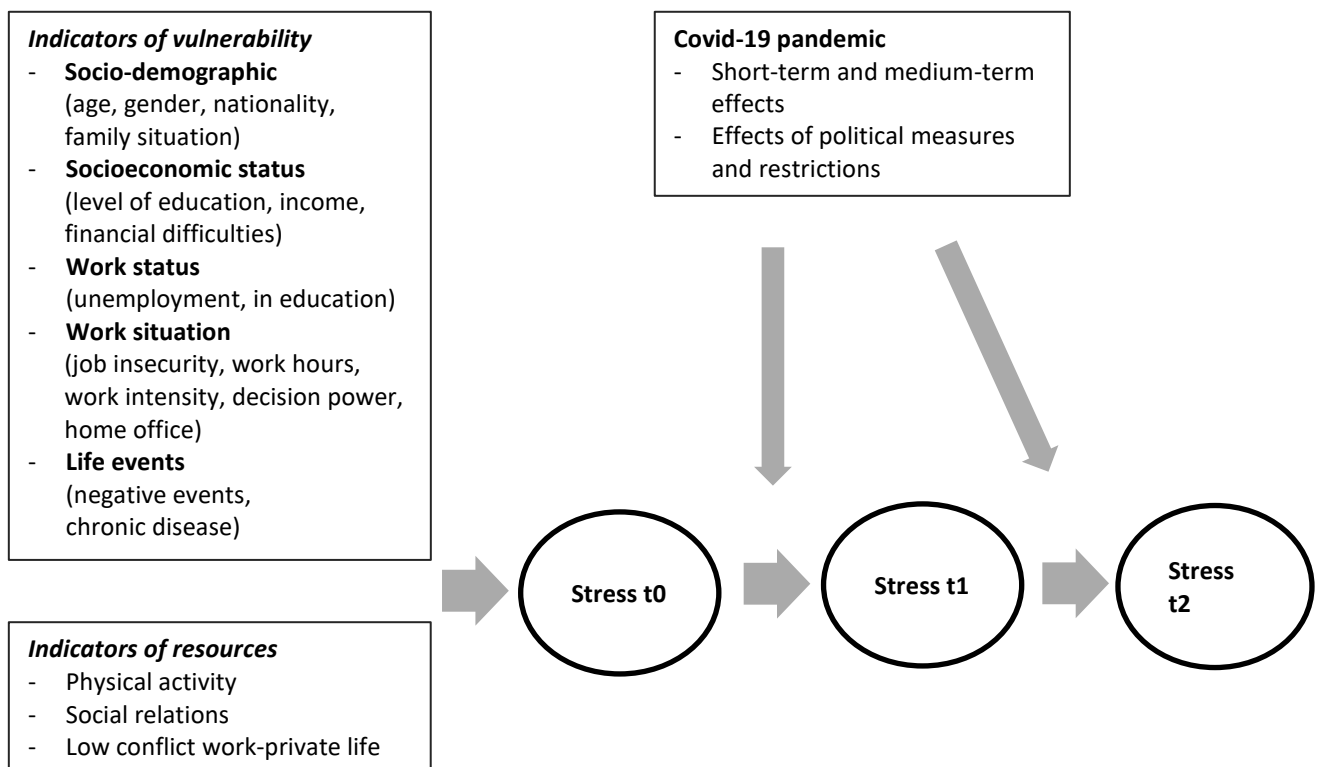 Indicators of vulnerability
- Socio-demographic
(age, gender, nationality,
family situation)
- Socioeconomic status
(level of education, income,
financial difficulties)
- Work status
(unemployment, in education)
- Work situation
(job insecurity, work hours,
work intensity, decision power,
home office)
- Life events
(negative events,
chronic disease)
Indicators of resources
- Physical activity
- Social relations
- Low conflict work-private life
Covid-19 pandemic
- Short-term and medium-term
effects
- Effects of political measures
and restrictions
Stress t0
Stress t1
Stress
t2